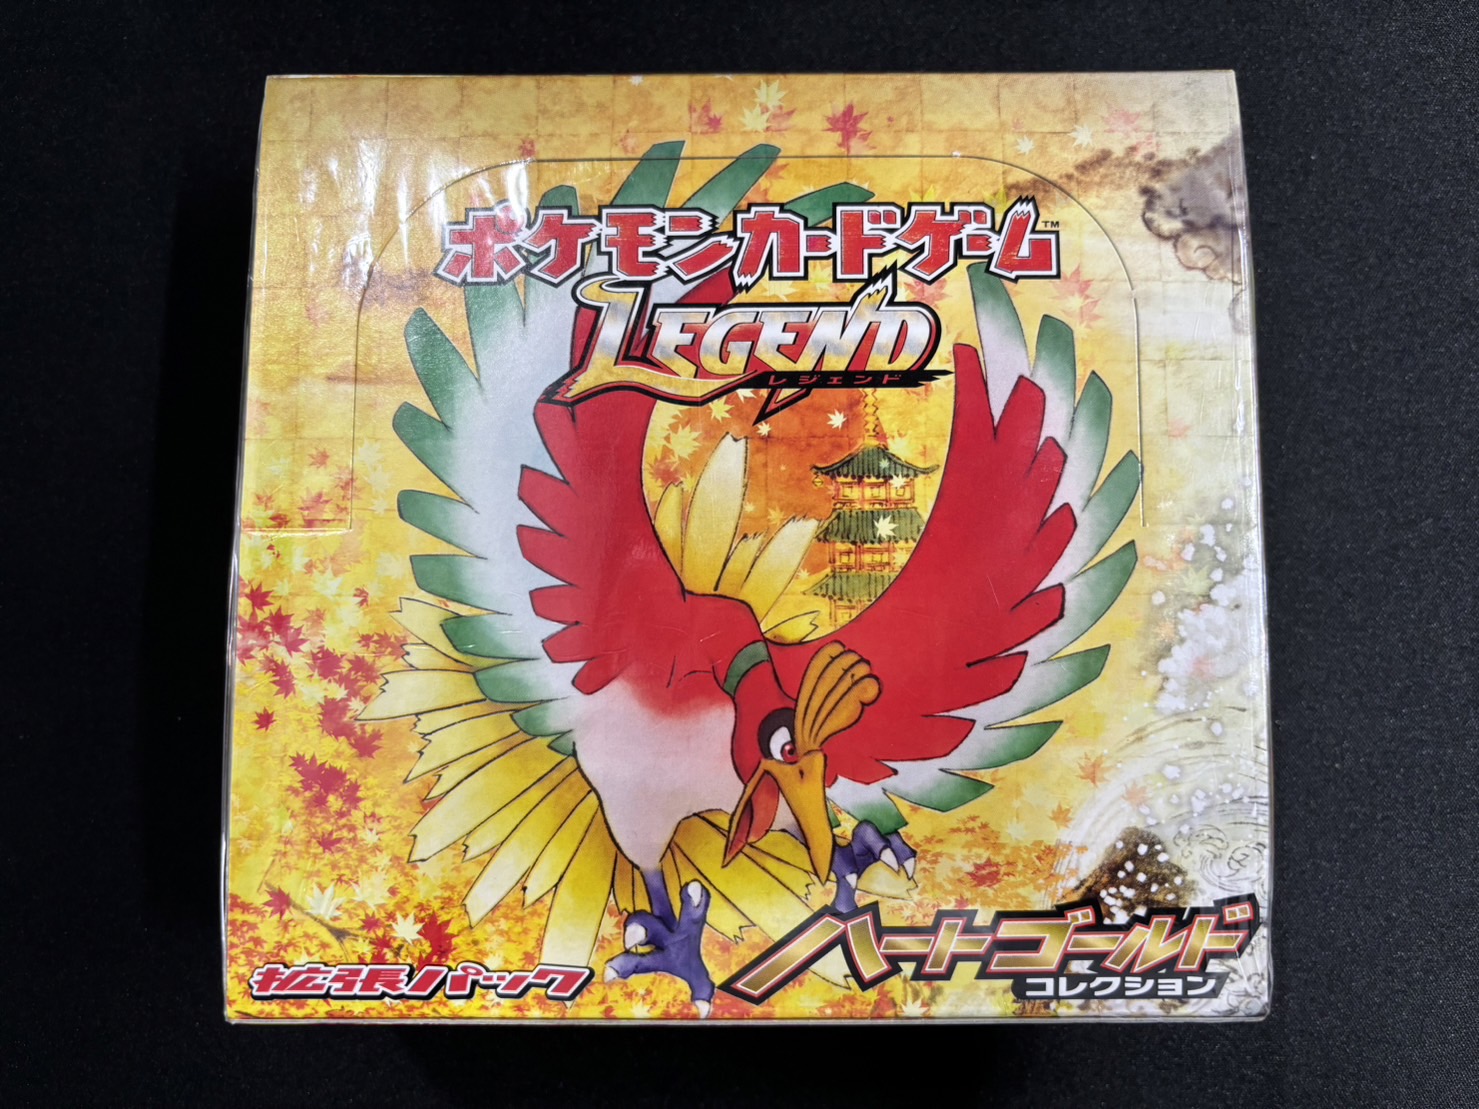 ポケモンカードゲーム™
LEGEND
レジェンド
拡張パック
ハートゴールド
コレクション